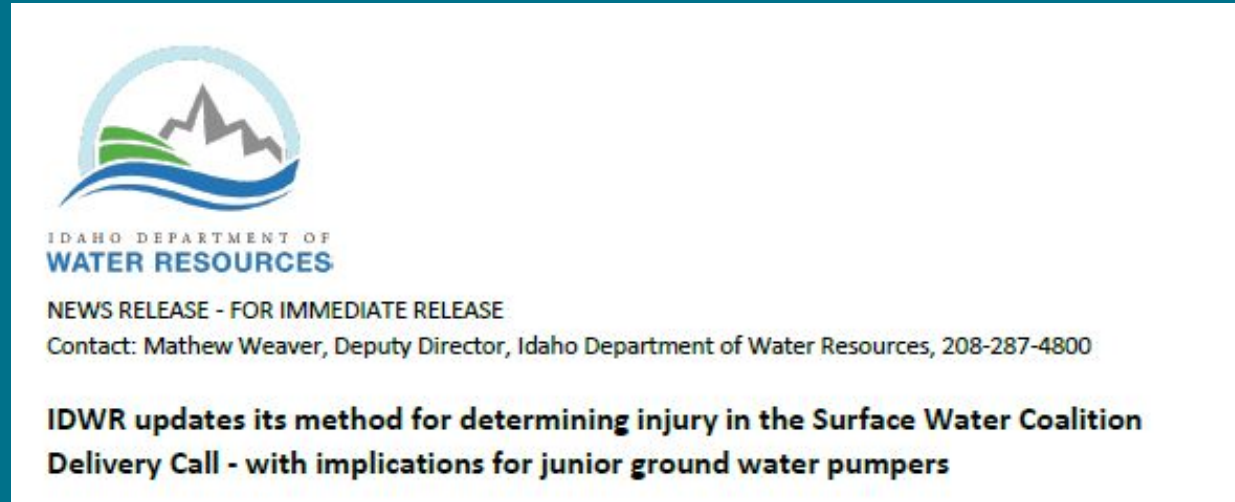 IDAHO DEPARTMENT OF
WATER RESOURCES
NEWS RELEASE - FOR IMMEDIATE RELEASE
Contact: Mathew Weaver, Deputy Director, Idaho Department of Water Resources, 208-287-4800
IDWR updates its method for determining injury in the Surface Water Coalition
Delivery Call - with implications for junior ground water pumpers